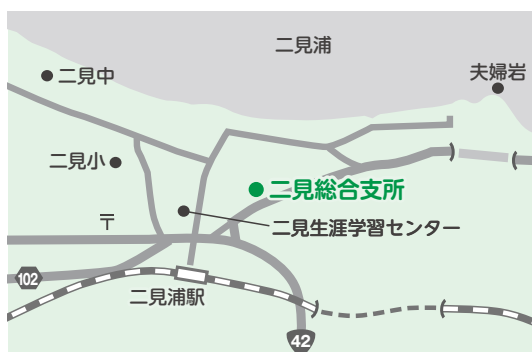 二見浦
夫婦岩
二見中
二見小
二見総合支所
〒
二見生涯学習センター
102
二見浦駅
42